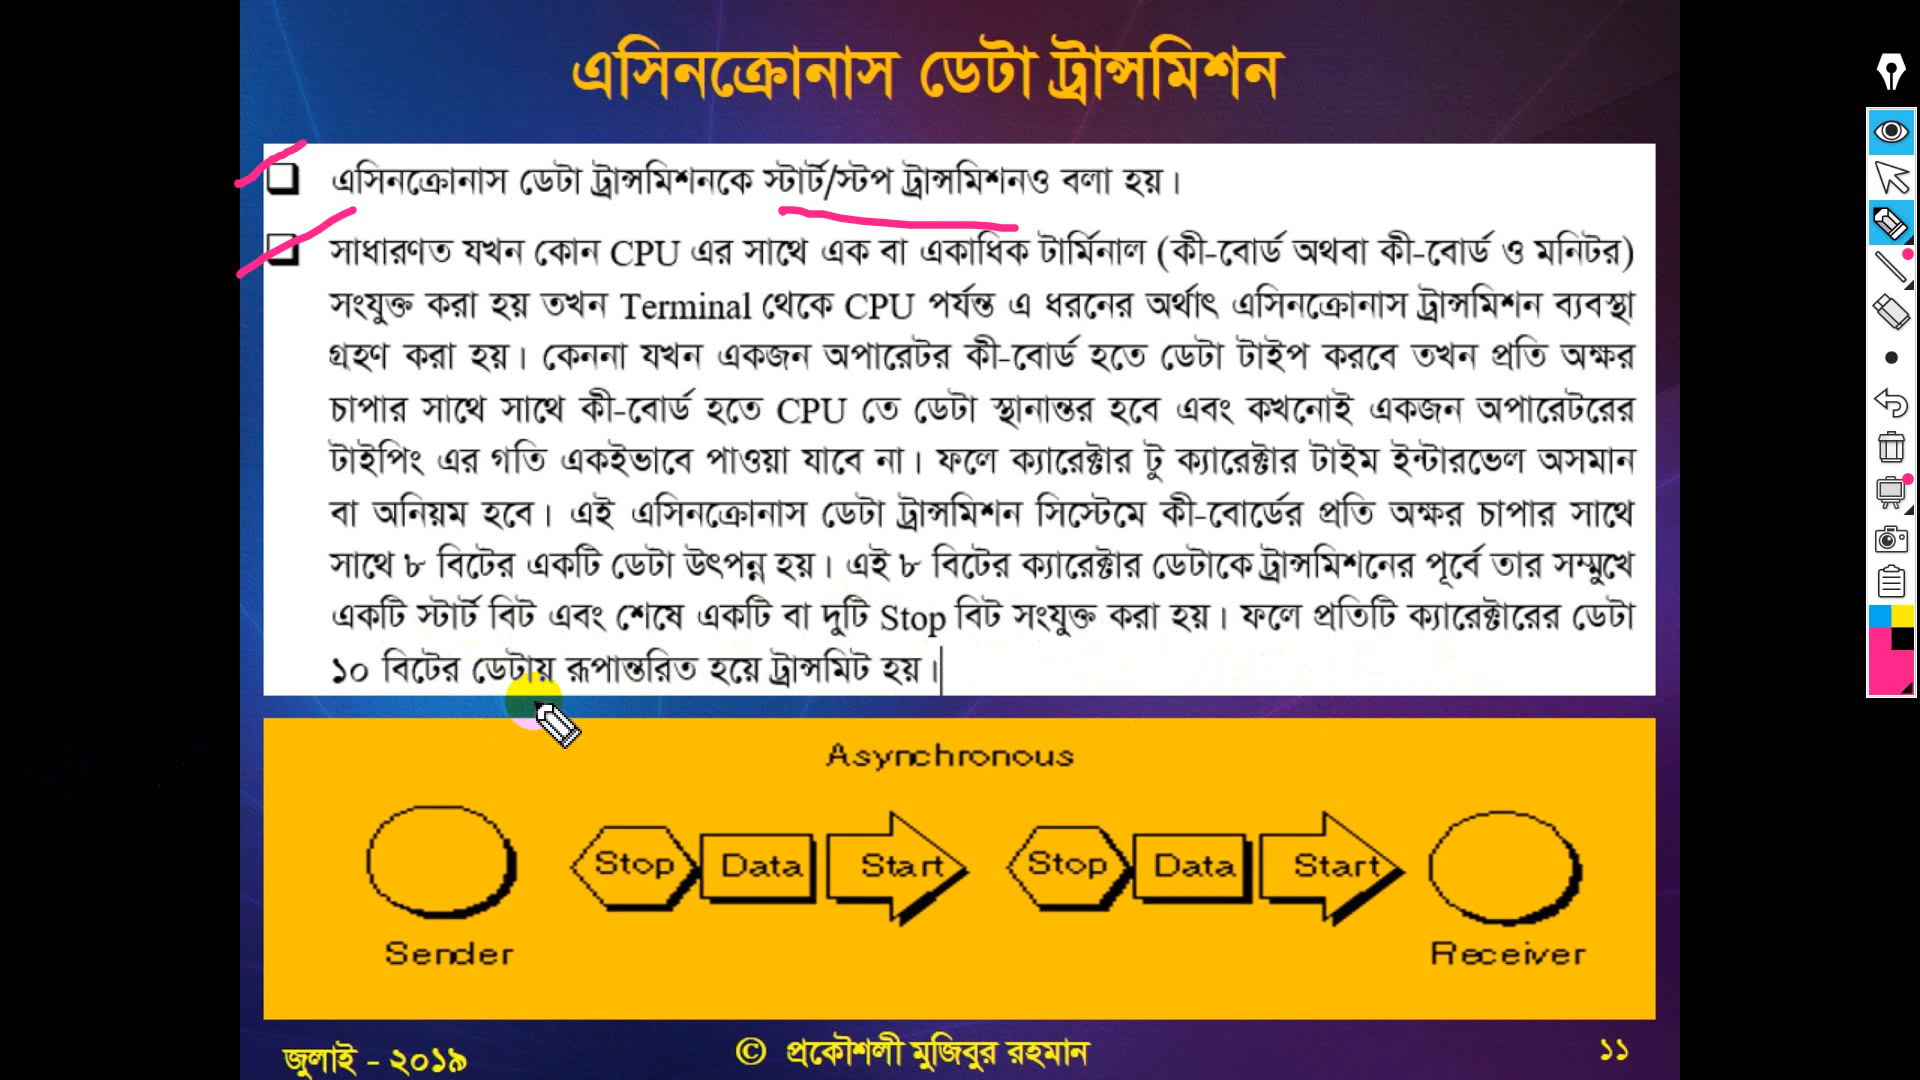 এসিনক্রোনাস ডেটা ট্রান্সমিশন
এসিনক্রোনাস ডেটা ট্রান্সমিশনকে স্টার্ট/স্টপ ট্রান্সমিশনও বলা হয়।
সাধারণত যখন কোন CPU এর সাথে এক বা একাধিক টার্মিনাল (কী-বোর্ড অথবা কী-বোর্ড ও মনিটর)
সংযুক্ত করা হয় তখন Terminal থেকে CPU পর্যন্ত এ ধরনের অর্থাৎ এসিনক্রোনাস ট্রান্সমিশন ব্যবস্থা
গ্রহণ করা হয়। কেননা যখন একজন অপারেটর কী-বোর্ড হতে ডেটা টাইপ করবে তখন প্রতি অক্ষর
চাপার সাথে সাথে কী-বোর্ড হতে CPU তে ডেটা স্থানান্তর হবে এবং কখনোই একজন অপারেটরের
টাইপিং এর গতি একইভাবে পাওয়া যাবে না। ফলে ক্যারেক্টার টু ক্যারেক্টার টাইম ইন্টারভেল অসমান
বা অনিয়ম হবে। এই এসিনক্রোনাস ডেটা ট্রান্সমিশন সিস্টেমে কী-বোর্ডের প্রতি অক্ষর চাপার সাথে
সাথে ৮ বিটের একটি ডেটা উৎপন্ন হয়। এই ৮ বিটের ক্যারেক্টার ডেটাকে ট্রান্সমিশনের পূর্বে তার সম্মুখে
একটি স্টার্ট বিট এবং শেষে একটি বা দুটি Stop বিট সংযুক্ত করা হয়। ফলে প্রতিটি ক্যারেক্টারের ডেটা
১০ বিটের ডেটায় রূপান্তরিত হয়ে ট্রান্সমিট হয়।
Asynchronous
Stop Data Start Stop Data Start
Sender Receiver
জুলাই - ২০১৯ © প্রকৌশলী মুজিবুর রহমান ১১